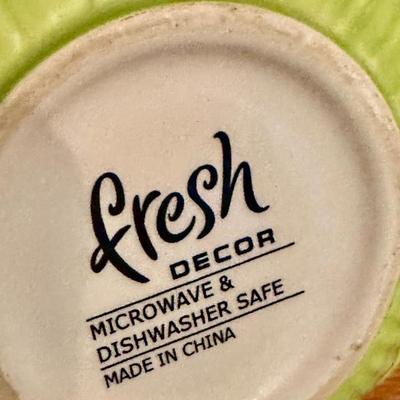 fresh
DECOR
MICROWAVE &
DISHWASHER SAFE
MADE IN CHINA